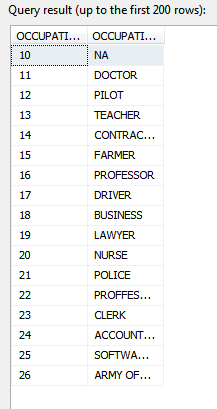 Query result (up to the first 200 rows):
OCCUPATI... OCCUPATI...
10 NA
11 DOCTOR
12 PILOT
13 TEACHER
14 CONTRAC...
15 FARMER
16 PROFESSOR
17 DRIVER
18 BUSINESS
19 LAWYER
20 NURSE
21 POLICE
22 PROFFES...
23 CLERK
24 ACCOUNT...
25 SOFTWA...
26 ARMY OF...